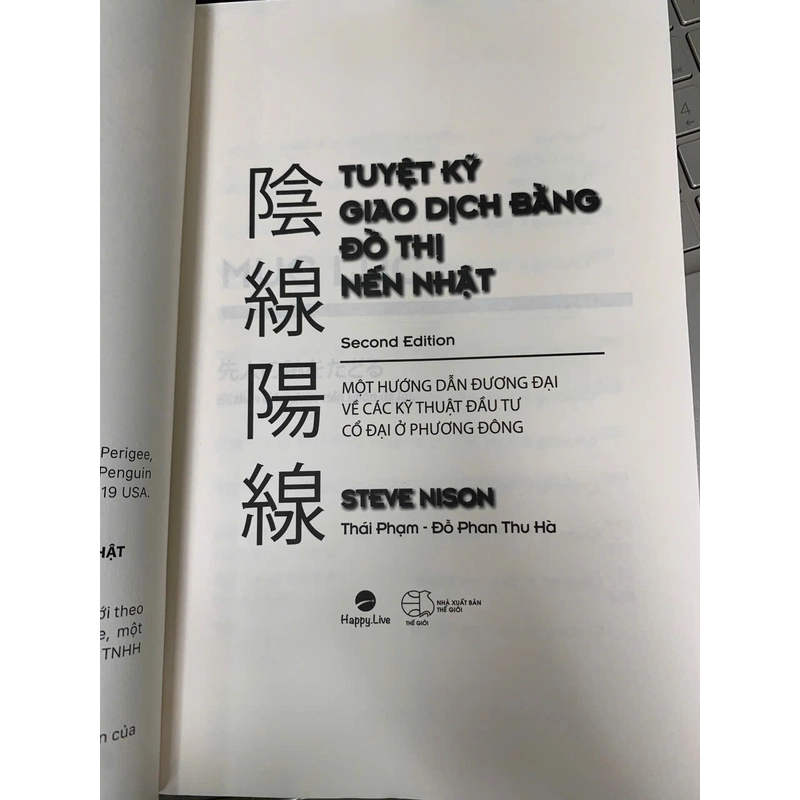 陰線陽線
TUYỆT KỸ
GIAO DỊCH BẰNG
ĐỒ THỊ
NẾN NHẬT
Second Edition
MỘT HƯỚNG DẪN ĐƯƠNG ĐẠI
VỀ CÁC KỸ THUẬT ĐẦU TƯ
CỔ ĐẠI Ở PHƯƠNG ĐÔNG
STEVE NISON
Thái Phạm - Đỗ Phan Thu Hà
Happy.Live
NHÀ XUẤT BẢN
THẾ GIỚI
THẾ GIỚI
Perigee,
Penguin
19 USA.
HẬT
ới theo
e, một
TNHH
n của